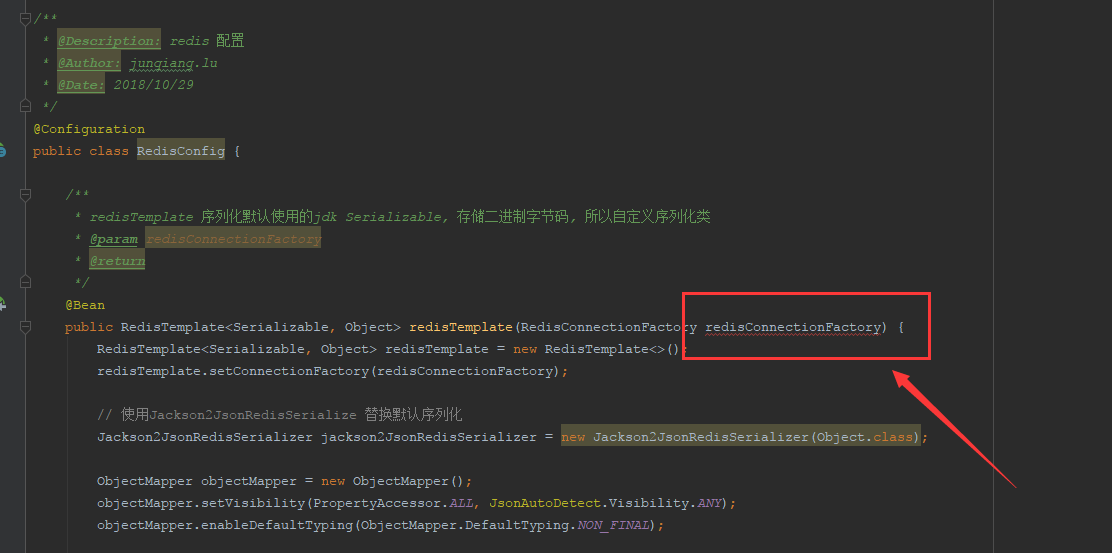 /**
 * @Description: redis 配置
 * @Author: junqiang.lu
 * @Date: 2018/10/29
 */
@Configuration
public class RedisConfig {
/**
 * redisTemplate 序列化默认使用的jdk Serializable, 存储二进制字节码, 所以自定义序列化类
 * @param redisConnectionFactory
 * @return
 */
@Bean
public RedisTemplate<Serializable, Object> redisTemplate(RedisConnectionFactory redisConnectionFactory) {
RedisTemplate<Serializable, Object> redisTemplate = new RedisTemplate<>();
redisTemplate.setConnectionFactory(redisConnectionFactory);
// 使用Jackson2JsonRedisSerialize 替换默认序列化
Jackson2JsonRedisSerializer jackson2JsonRedisSerializer = new Jackson2JsonRedisSerializer(Object.class);
ObjectMapper objectMapper = new ObjectMapper();
objectMapper.setVisibility(PropertyAccessor.ALL, JsonAutoDetect.Visibility.ANY);
objectMapper.enableDefaultTyping(ObjectMapper.DefaultTyping.NON_FINAL);